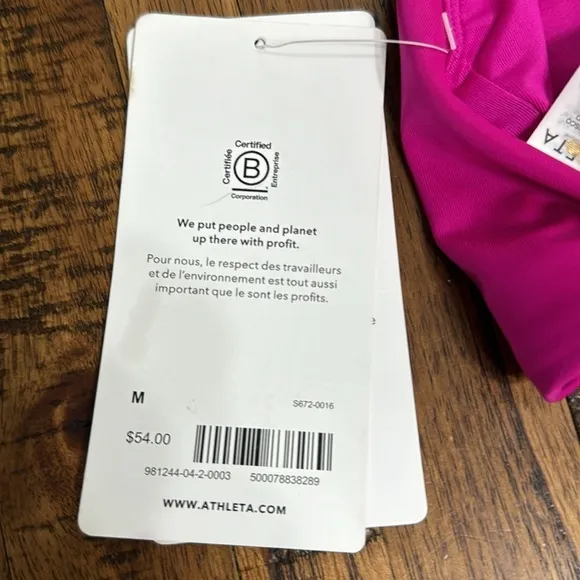 Certified
Certifiée
B
Entreprise
Corporation
We put people and planet
up there with profit.
Pour nous, le respect des travailleurs
et de l'environnement est tout aussi
important que le sont les profits.
e
M
S672-0016
$54.00
981244-04-2-0003 500078838289
WWW.ATHLETA.COM
LETA